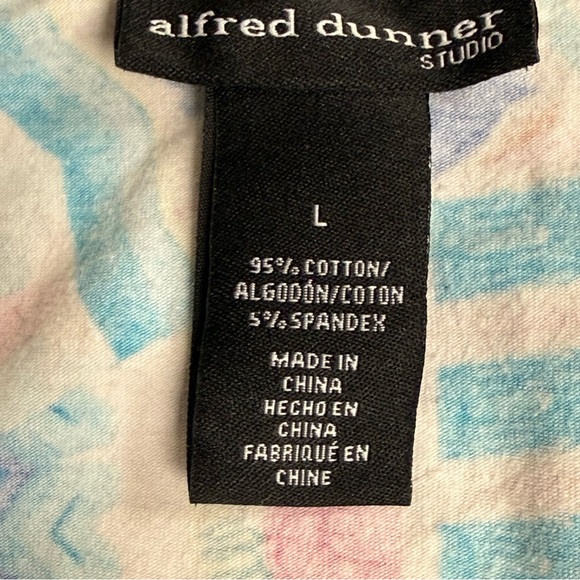 alfred dunner
STUDIO
L
95% COTTON/
ALGODÓN/COTON
5% SPANDEX
MADE IN
CHINA
HECHO EN
CHINA
FABRIQUÉ EN
CHINE